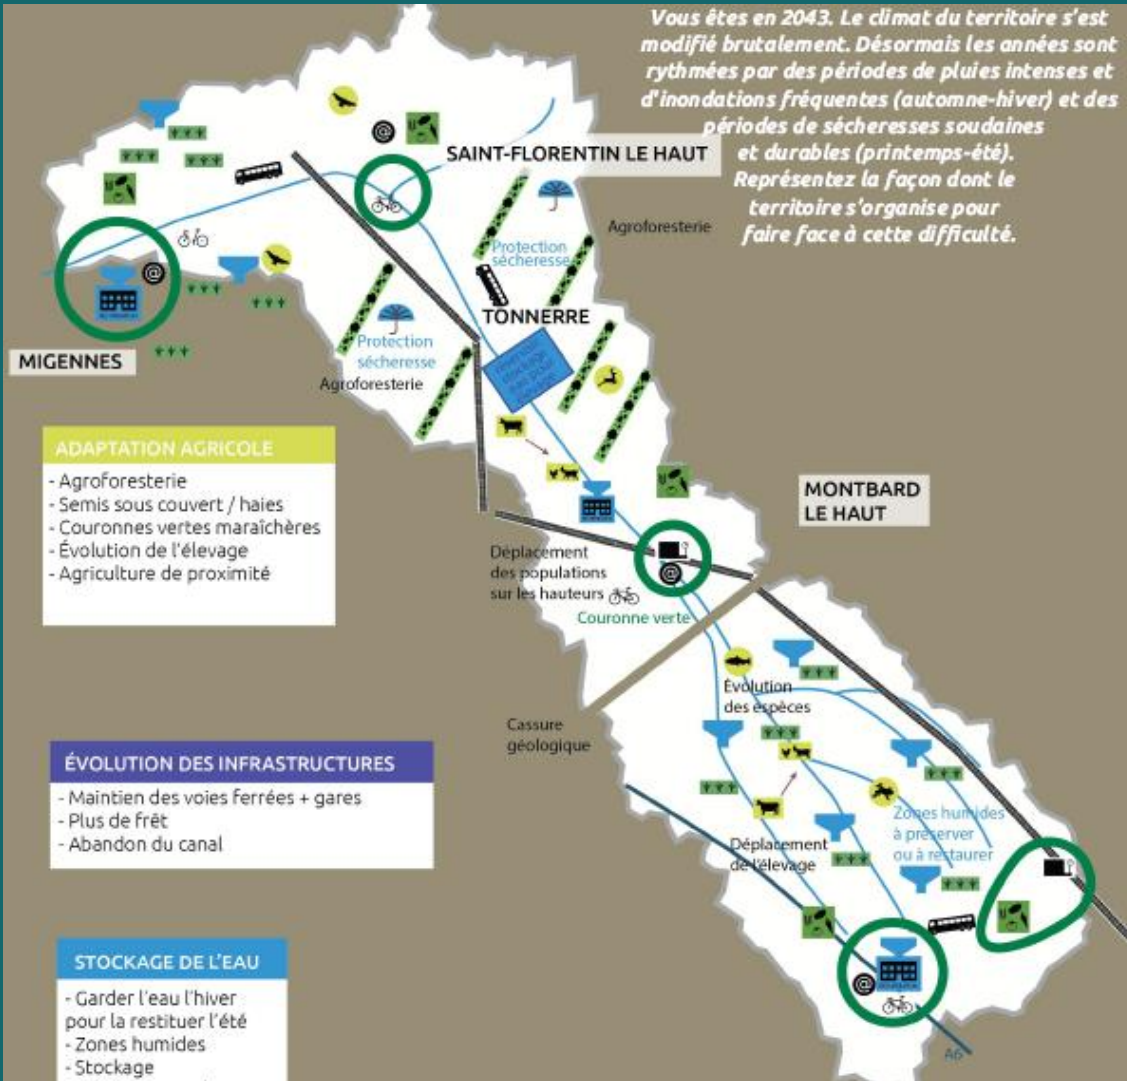 Vous êtes en 2043. Le climat du territoire s'est
modifié brutalement. Désormais les années sont
rythmées par des périodes de pluies intenses et
d'inondations fréquentes (automne-hiver) et des
périodes de sécheresses soudaines
et durables (printemps-été).
Représentez la façon dont le
territoire s'organise pour
faire face à cette difficulté.
SAINT-FLORENTIN LE HAUT
Agroforesterie
Protection
sécheresse
TONNERRE
MIGENNES
Protection
sécheresse
Agroforesterie
stockage
ADAPTATION AGRICOLE
- Agroforesterie
- Semis sous couvert / haies
- Couronnes vertes maraîchères
- Évolution de l'élevage
- Agriculture de proximité
MONTBARD
LE HAUT
Déplacement
des populations
sur les hauteurs
Couronne verte
Évolution
des espèces
Cassure
géologique
ÉVOLUTION DES INFRASTRUCTURES
- Maintien des voies ferrées + gares
- Plus de frêt
- Abandon du canal
Zones humides
à préserver
ou à restaurer
Déplacement
de l'élevage
STOCKAGE DE L'EAU
- Garder l'eau l'hiver
pour la restituer l'été
- Zones humides
- Stockage
A6